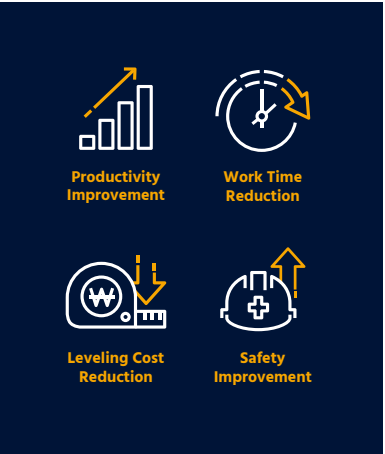 Productivity
Improvement
Work Time
Reduction
₩
Leveling Cost
Reduction
Safety
Improvement